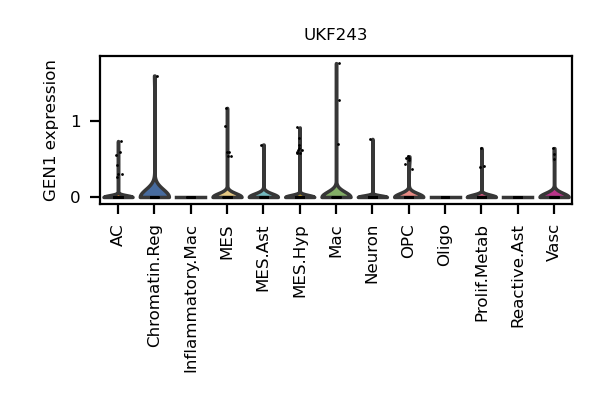 UKF243
GEN1 expression
1
0
AC
Chromatin.Reg
Inflammatory.Mac
MES
MES.Ast
MES.Hyp
Mac
Neuron
OPC
Oligo
Prolif.Metab
Reactive.Ast
Vasc